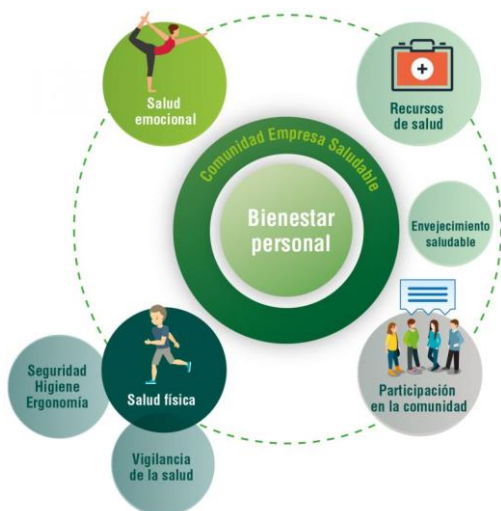 Salud
emocional
Recursos
de salud
Comunidad Empresa Saludable
Bienestar
personal
Envejecimiento
saludable
Seguridad
Higiene
Ergonomía
Salud física
Participación
en la comunidad
Vigilancia
de la salud